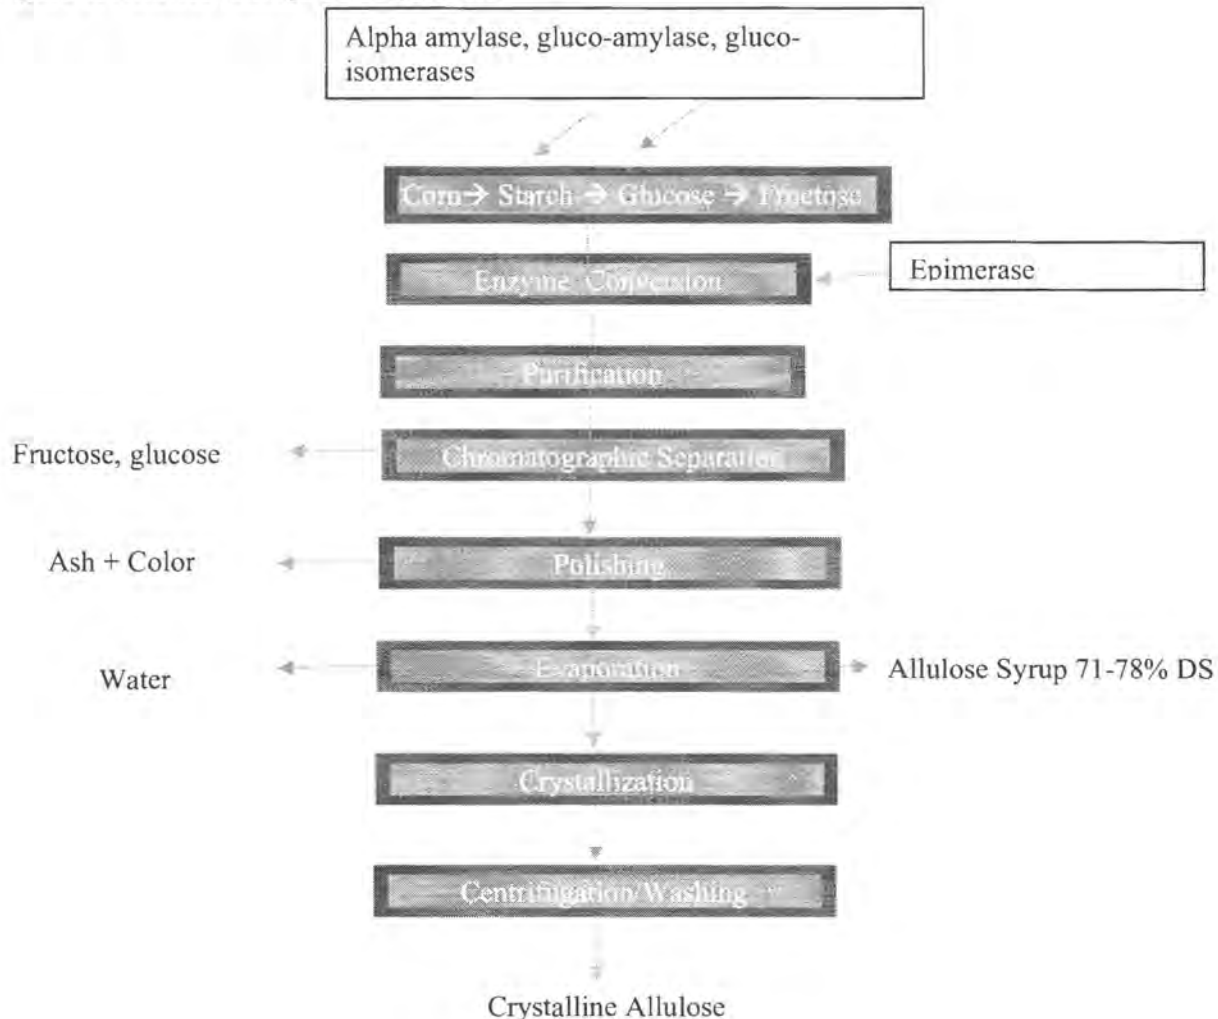 Alpha amylase, gluco-amylase, gluco-
isomerases
Corn→ Starch → Glucose → Fructose
Enzyme Conversion
Epimerase
Purification
Fructose, glucose
Chromatographic Separation
Ash + Color
Polishing
Water
Evaporation
Allulose Syrup 71-78% DS
Crystallization
Centrifugation/Washing
Crystalline Allulose